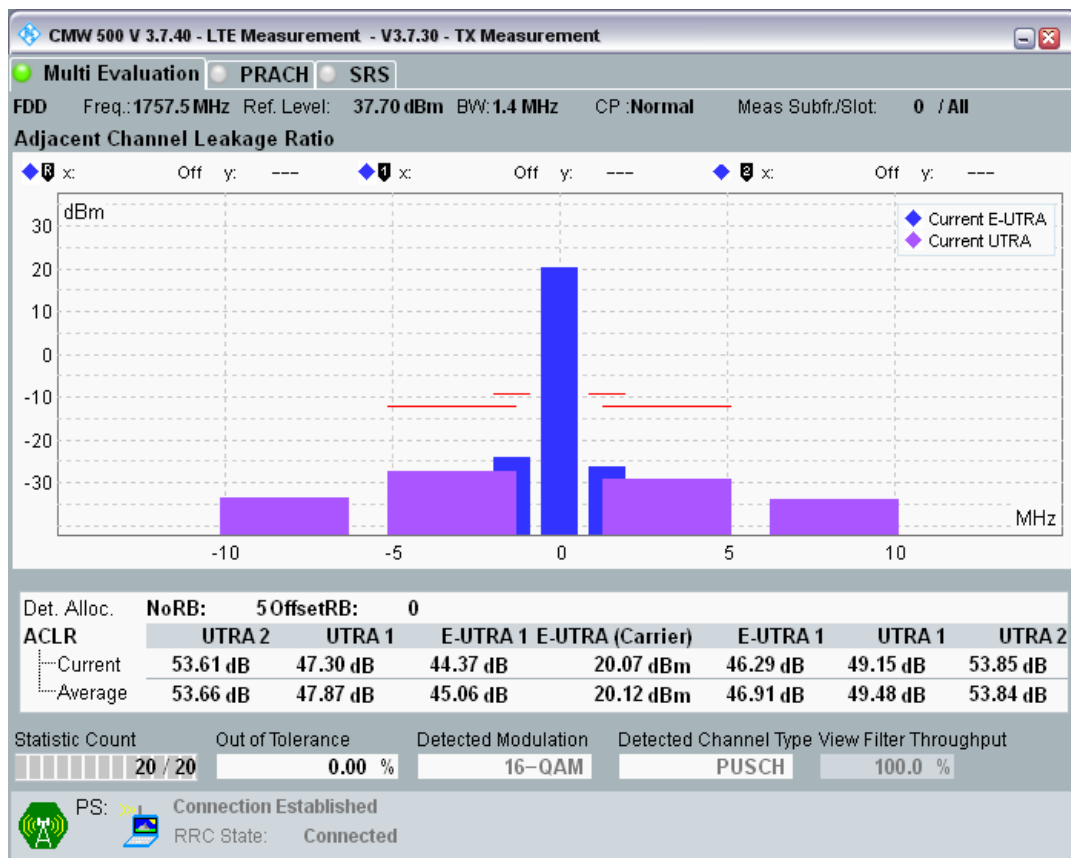 CMW 500 V 3.7.40 - LTE Measurement - V3.7.30 - TX Measurement
Multi Evaluation PRACH SRS
FDD Freq.: 1757.5 MHz Ref. Level: 37.70 dBm BW: 1.4 MHz CP :Normal Meas Subfr./Slot: 0 / All
Adjacent Channel Leakage Ratio
R x: Off y: --- 1 x: Off y: --- 2 x: Off y: ---
dBm
Current E-UTRA
Current UTRA
30
20
10
0
-10
-20
-30
MHz
-10 -5 0 5 10
Det. Alloc. NoRB: 5 OffsetRB: 0
ACLR UTRA 2 UTRA 1 E-UTRA 1 E-UTRA (Carrier) E-UTRA 1 UTRA 1 UTRA 2
Current 53.61 dB 47.30 dB 44.37 dB 20.07 dBm 46.29 dB 49.15 dB 53.85 dB
Average 53.66 dB 47.87 dB 45.06 dB 20.12 dBm 46.91 dB 49.48 dB 53.84 dB
Statistic Count Out of Tolerance Detected Modulation Detected Channel Type View Filter Throughput
20 / 20 0.00 % 16-QAM PUSCH 100.0 %
PS: Connection Established
RRC State: Connected